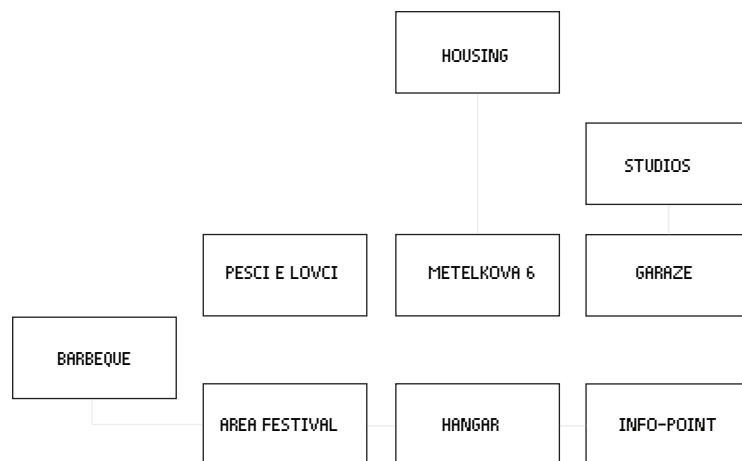 HOUSING
STUDIOS
PESCI E LOVCI
METELKOVA 6
GARAZE
BARBEQUE
AREA FESTIVAL
HANGAR
INFO-POINT